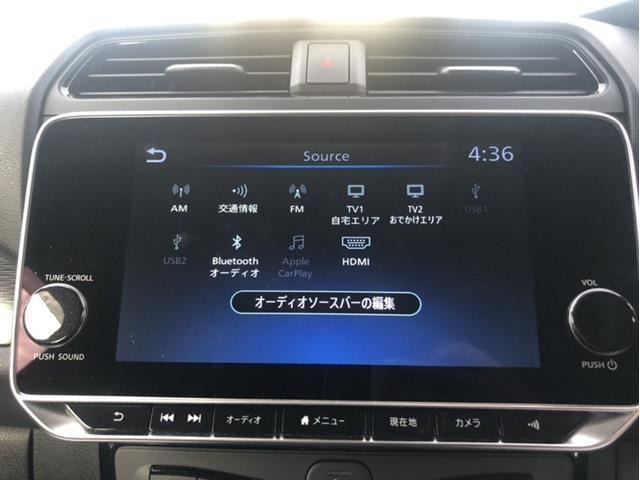 Source
4:36
AM
交通情報
FM
TV1
自宅エリア
TV2
おでかけエリア
USB1
USB2
Bluetooth
オーディオ
Apple
CarPlay
HDMI
オーディオソースバーの編集
TUNE·SCROLL
PUSH SOUND
VOL
PUSH
オーディオ
メニュー
現在地
カメラ